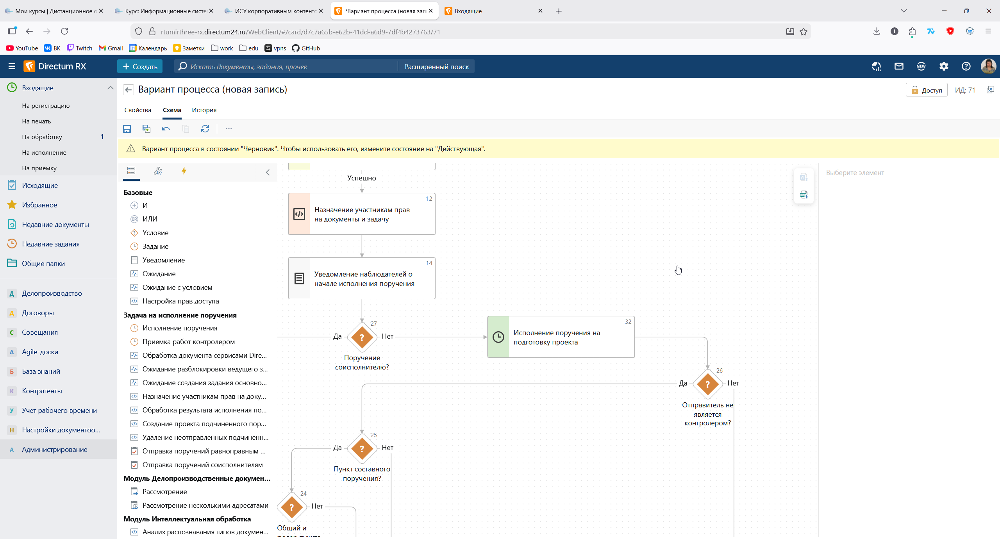 Мои курсы | Дистанционное о
Курс: Информационные систе
ИСУ корпоративным контенто
*Вариант процесса (новая зап
Входящие
rtumirthree-rx.directum24.ru/WebClient/#/card/d7c7a65b-e62b-41dd-a6d9-7df4b4273763/71
YouTube
ВК
Twitch
Gmail
Календарь
Заметки
work
edu
vpns
GitHub
Directum RX
Создать
Искать документы, задания, прочее
Расширенный поиск
NEW
Входящие
На регистрацию
На печать
На обработку 1
На исполнение
На приемку
Исходящие
Избранное
Недавние документы
Недавние задания
Общие папки
Д Делопроизводство
Д Договоры
С Совещания
А Agile-доски
Б База знаний
К Контрагенты
У Учет рабочего времени
Н Настройки документоо...
А Администрирование
Вариант процесса (новая запись)
Доступ
ИД: 71
Свойства
Схема
История
Вариант процесса в состоянии "Черновик". Чтобы использовать его, измените состояние на "Действующая".
Базовые
И
ИЛИ
Условие
Задание
Уведомление
Ожидание
Ожидание с условием
Настройка прав доступа
Задача на исполнение поручения
Исполнение поручения
Приемка работ контролером
Обработка документа сервисами Dire...
Ожидание разблокировки ведущего з...
Ожидание создания задания основно...
Назначение участникам прав на доку...
Обработка результата исполнения по...
Создание проекта подчиненного пор...
Удаление неотправленных подчиненн...
Отправка поручений равноправным ...
Отправка поручений соисполнителям
Модуль Делопроизводственные докумен...
Рассмотрение
Рассмотрение несколькими адресатами
Модуль Интеллектуальная обработка
Анализ распознавания типов докумен...
Успешно
12
Назначение участникам прав
на документы и задачу
14
Уведомление наблюдателей о
начале исполнения поручения
27
Да
Нет
Поручение
соисполнителю?
32
Исполнение поручения на
подготовку проекта
26
Да
Нет
Отправитель не
является
контролером?
25
Да
Нет
Пункт составного
поручения?
24
Нет
Общий и
Выберите элемент